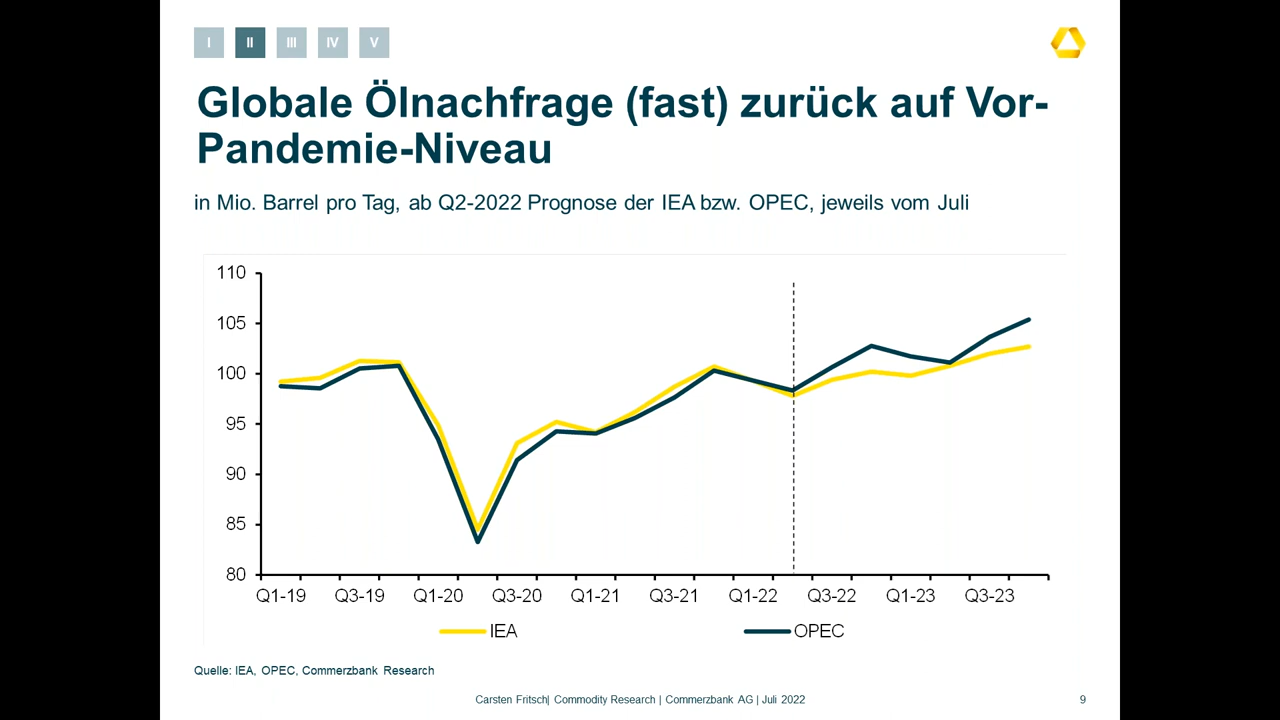 I II III IV V
Globale Ölnachfrage (fast) zurück auf Vor-
Pandemie-Niveau
in Mio. Barrel pro Tag, ab Q2-2022 Prognose der IEA bzw. OPEC, jeweils vom Juli
110
105
100
95
90
85
80
Q1-19 Q3-19 Q1-20 Q3-20 Q1-21 Q3-21 Q1-22 Q3-22 Q1-23 Q3-23
IEA OPEC
Quelle: IEA, OPEC, Commerzbank Research
Carsten Fritsch| Commodity Research | Commerzbank AG | Juli 2022 9